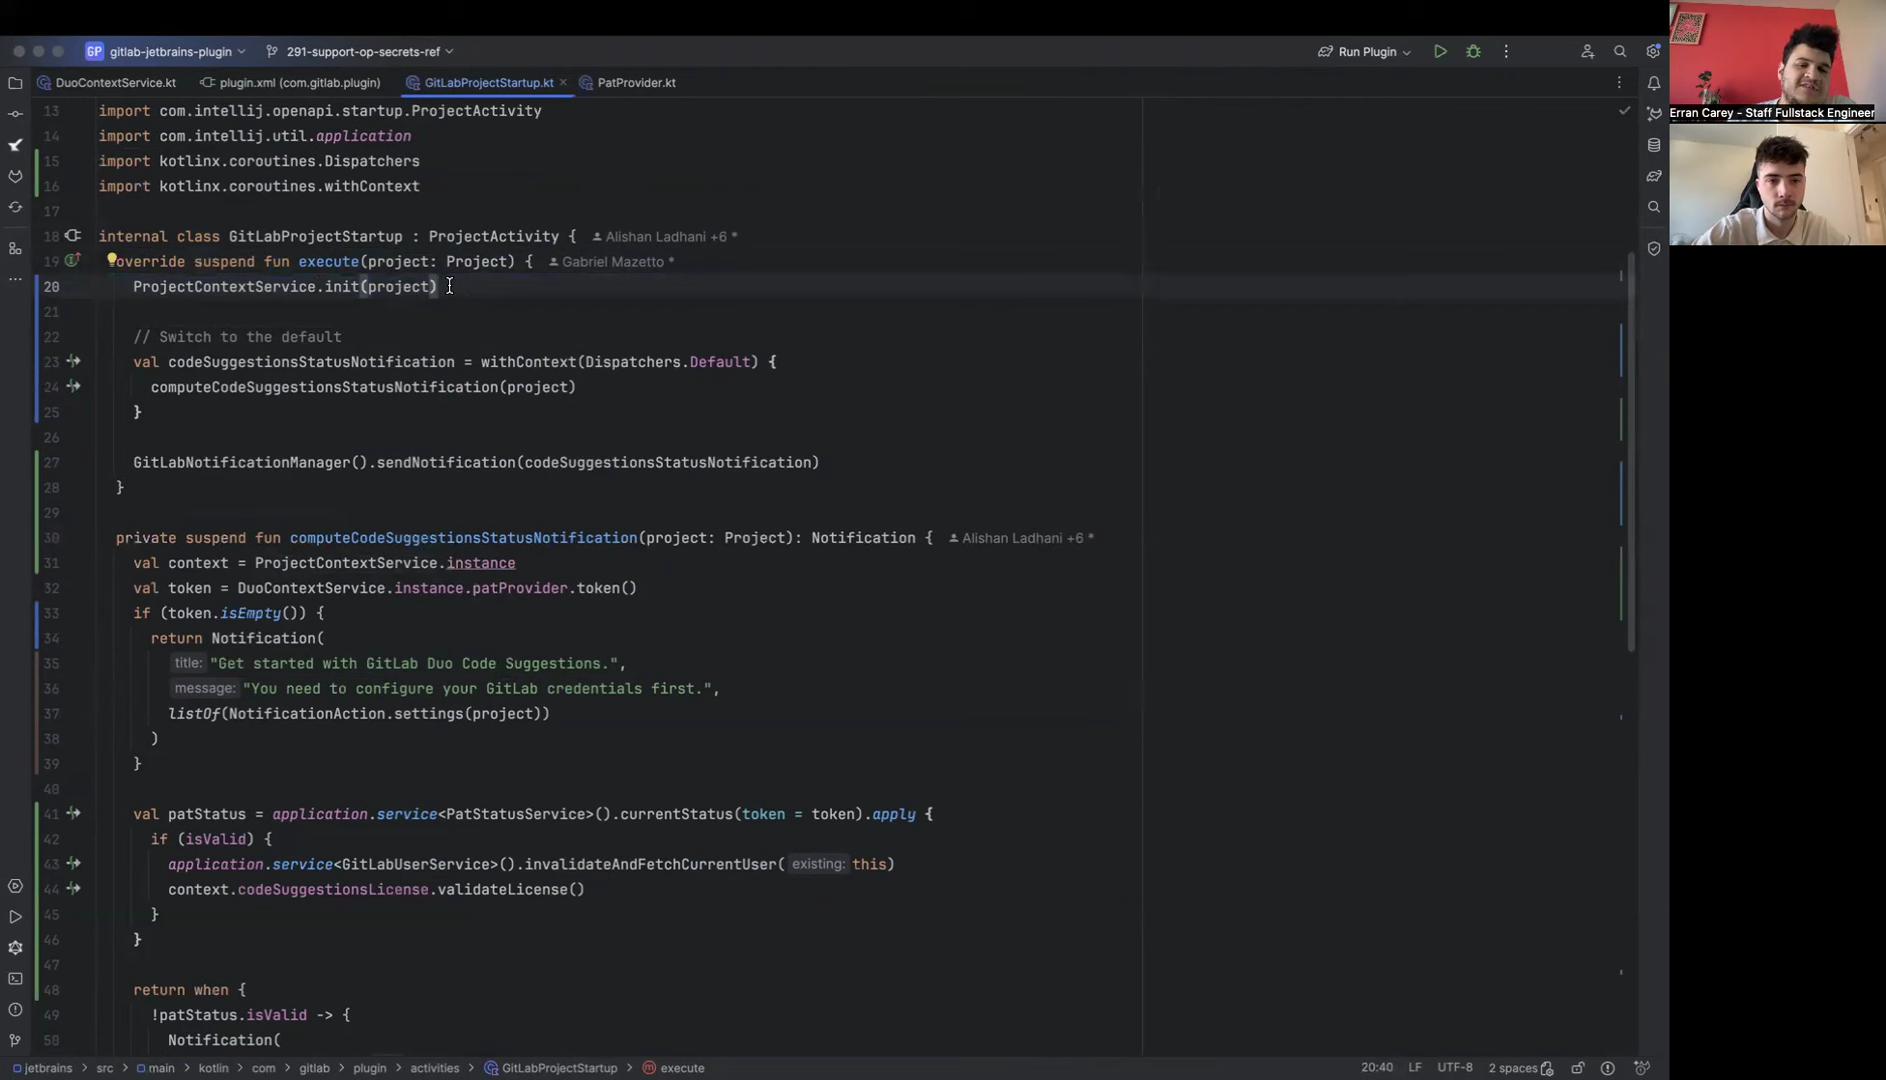 GP gitlab-jetbrains-plugin 291-support-op-secrets-ref Run Plugin
DuoContextService.kt plugin.xml (com.gitlab.plugin) GitLabProjectStartup.kt PatProvider.kt
13 import com.intellij.openapi.startup.ProjectActivity
14 import com.intellij.util.application
15 import kotlinx.coroutines.Dispatchers
16 import kotlinx.coroutines.withContext
17
18 internal class GitLabProjectStartup : ProjectActivity { Alishan Ladhani +6 *
19 override suspend fun execute(project: Project) { Gabriel Mazetto *
20 ProjectContextService.init(project)
21
22 // Switch to the default
23 val codeSuggestionsStatusNotification = withContext(Dispatchers.Default) {
24 computeCodeSuggestionsStatusNotification(project)
25 }
26
27 GitLabNotificationManager().sendNotification(codeSuggestionsStatusNotification)
28 }
29
30 private suspend fun computeCodeSuggestionsStatusNotification(project: Project): Notification { Alishan Ladhani +6 *
31 val context = ProjectContextService.instance
32 val token = DuoContextService.instance.patProvider.token()
33 if (token.isEmpty()) {
34 return Notification(
35 title: "Get started with GitLab Duo Code Suggestions.",
36 message: "You need to configure your GitLab credentials first.",
37 listOf(NotificationAction.settings(project))
38 )
39 }
40
41 val patStatus = application.service<PatStatusService>().currentStatus(token = token).apply {
42 if (isValid) {
43 application.service<GitLabUserService>().invalidateAndFetchCurrentUser( existing: this)
44 context.codeSuggestionsLicense.validateLicense()
45 }
46 }
47
48 return when {
49 !patStatus.isValid -> {
50 Notification(
jetbrains > src > main > kotlin > com > gitlab > plugin > activities > GitLabProjectStartup > execute 20:40 LF UTF-8 2 spaces
Erran Carey - Staff Fullstack Engineer